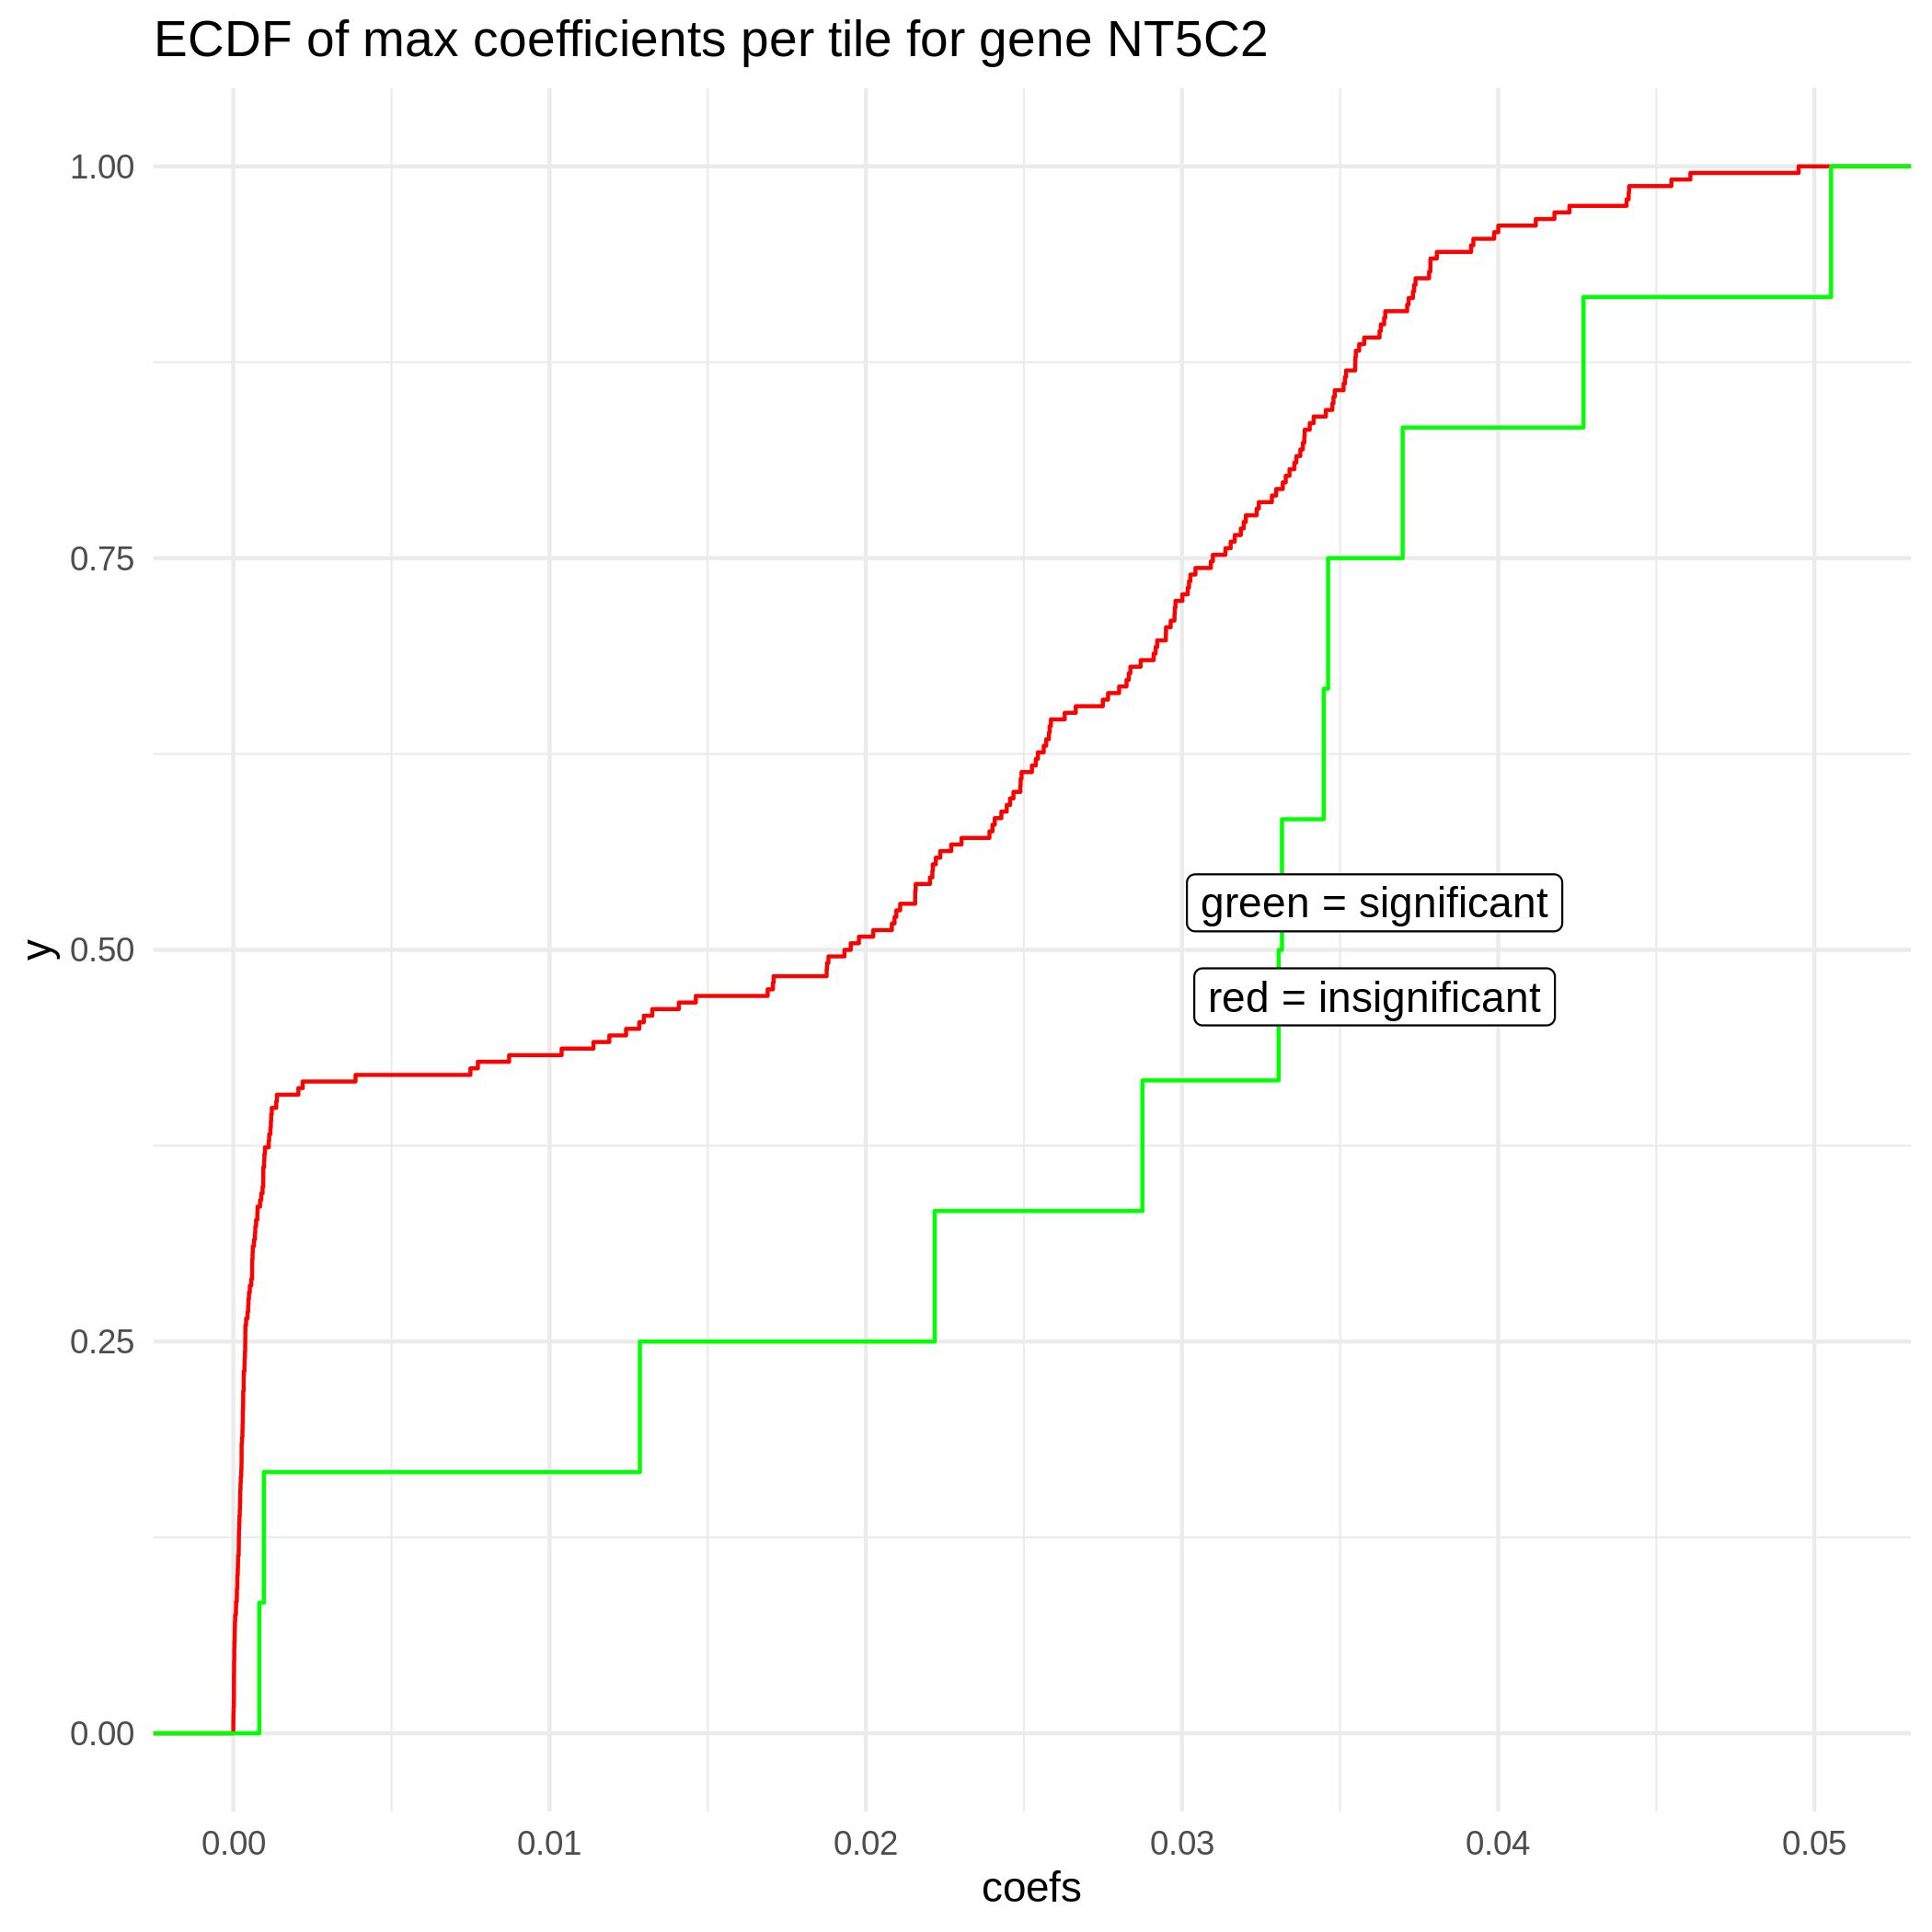 ECDF of max coefficients per tile for gene NT5C2
1.00
0.75
0.50
0.25
0.00
y
green = significant
red = insignificant
0.00 0.01 0.02 0.03 0.04 0.05
coefs